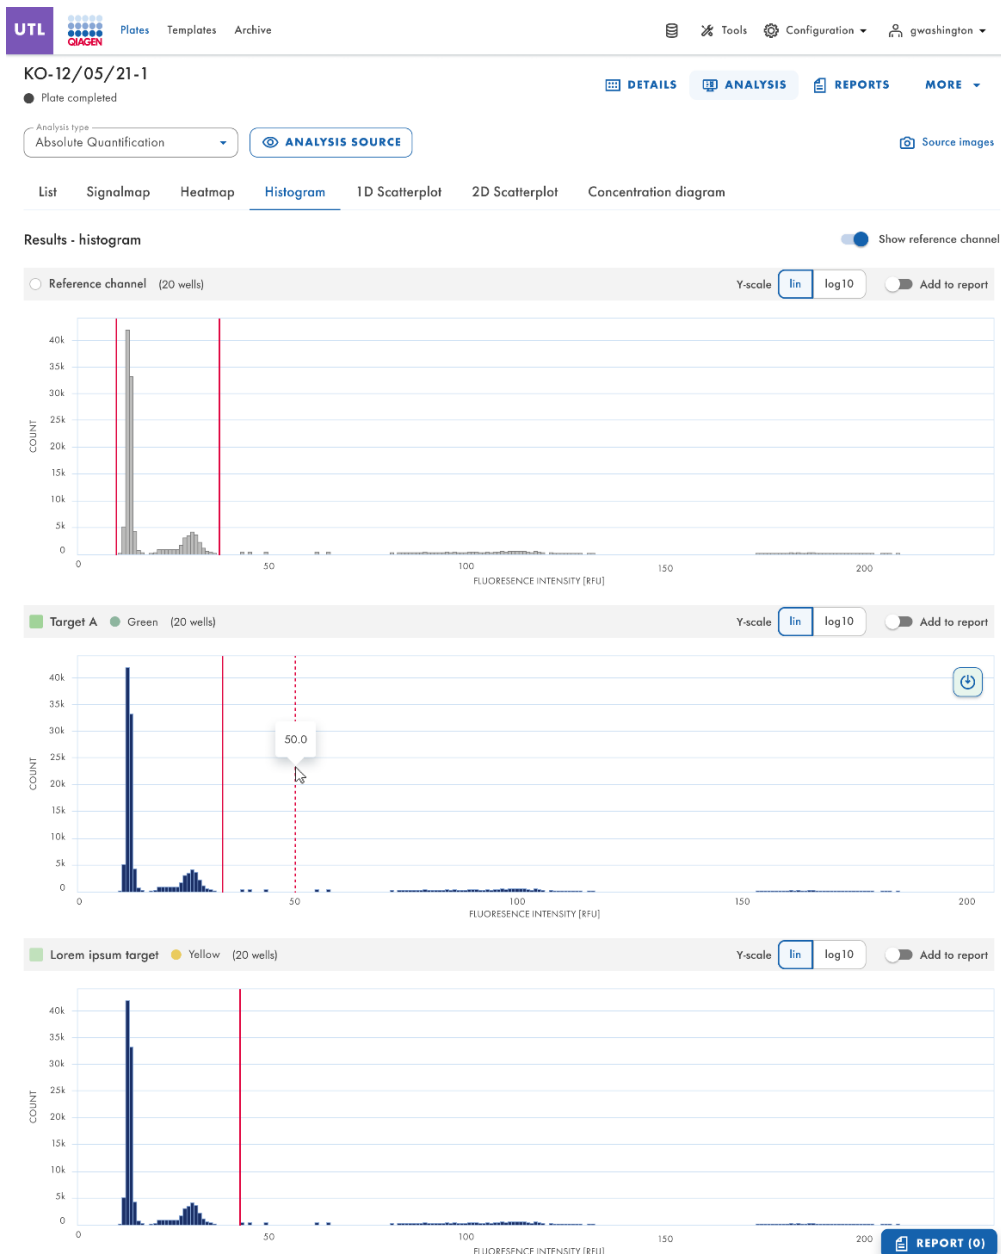 UTL QIAGEN Plates Templates Archive Tools Configuration gwashington
KO-12/05/21-1
Plate completed
DETAILS ANALYSIS REPORTS MORE
Analysis type
Absolute Quantification
ANALYSIS SOURCE
Source images
List Signalmap Heatmap Histogram 1D Scatterplot 2D Scatterplot Concentration diagram
Results - histogram
Show reference channel
Reference channel (20 wells) Y-scale lin log10 Add to report
40k
35k
30k
25k
20k
15k
10k
5k
0
COUNT
0 50 100 150 200
FLUORESENCE INTENSITY [RFU]
Target A Green (20 wells) Y-scale lin log10 Add to report
40k
35k
30k
25k
20k
15k
10k
5k
0
COUNT
50.0
0 50 100 150 200
FLUORESENCE INTENSITY [RFU]
Lorem ipsum target Yellow (20 wells) Y-scale lin log10 Add to report
40k
35k
30k
25k
20k
15k
10k
5k
0
COUNT
0 50 100 150 200
FLUORESENCE INTENSITY [RFU]
REPORT (0)